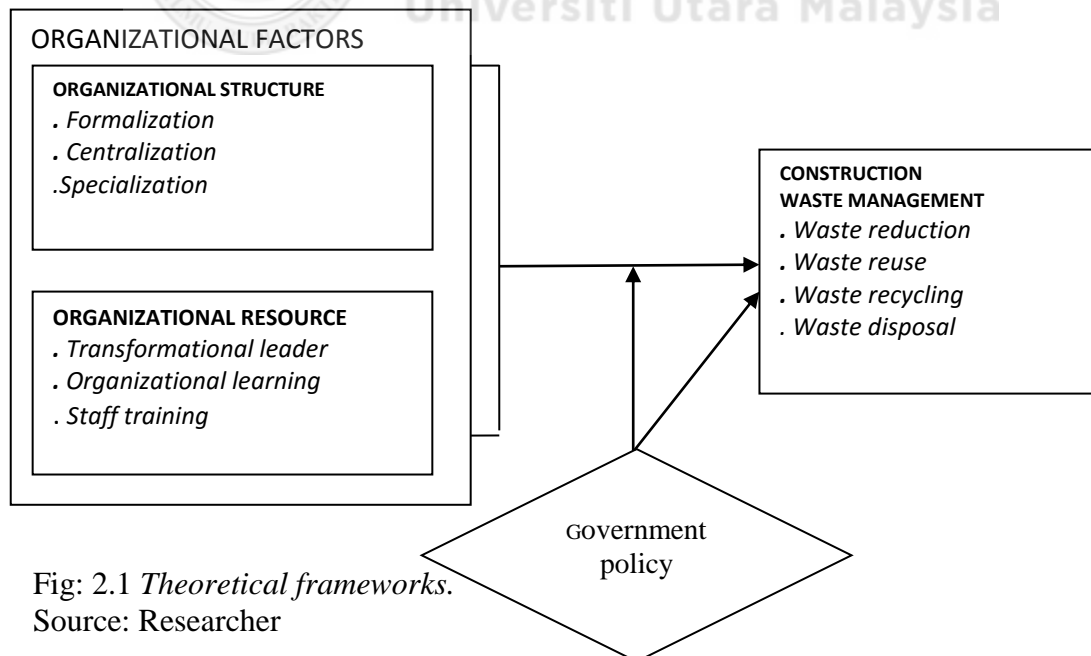 Universiti Utara Malaysia
ORGANIZATIONAL FACTORS
ORGANIZATIONAL STRUCTURE
. Formalization
. Centralization
.Specialization
ORGANIZATIONAL RESOURCE
. Transformational leader
. Organizational learning
. Staff training
CONSTRUCTION
WASTE MANAGEMENT
. Waste reduction
. Waste reuse
. Waste recycling
. Waste disposal
Government
policy
Fig: 2.1 Theoretical frameworks.
Source: Researcher